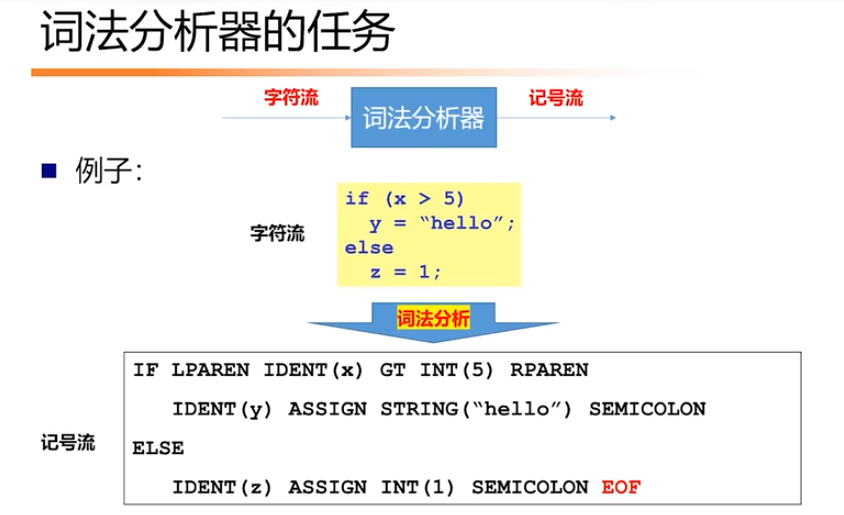 词法分析器的任务
字符流
词法分析器
记号流
例子：
字符流
if (x > 5)
y = “hello”;
else
z = 1;
词法分析
记号流
IF LPAREN IDENT(x) GT INT(5) RPAREN
IDENT(y) ASSIGN STRING(“hello”) SEMICOLON
ELSE
IDENT(z) ASSIGN INT(1) SEMICOLON EOF